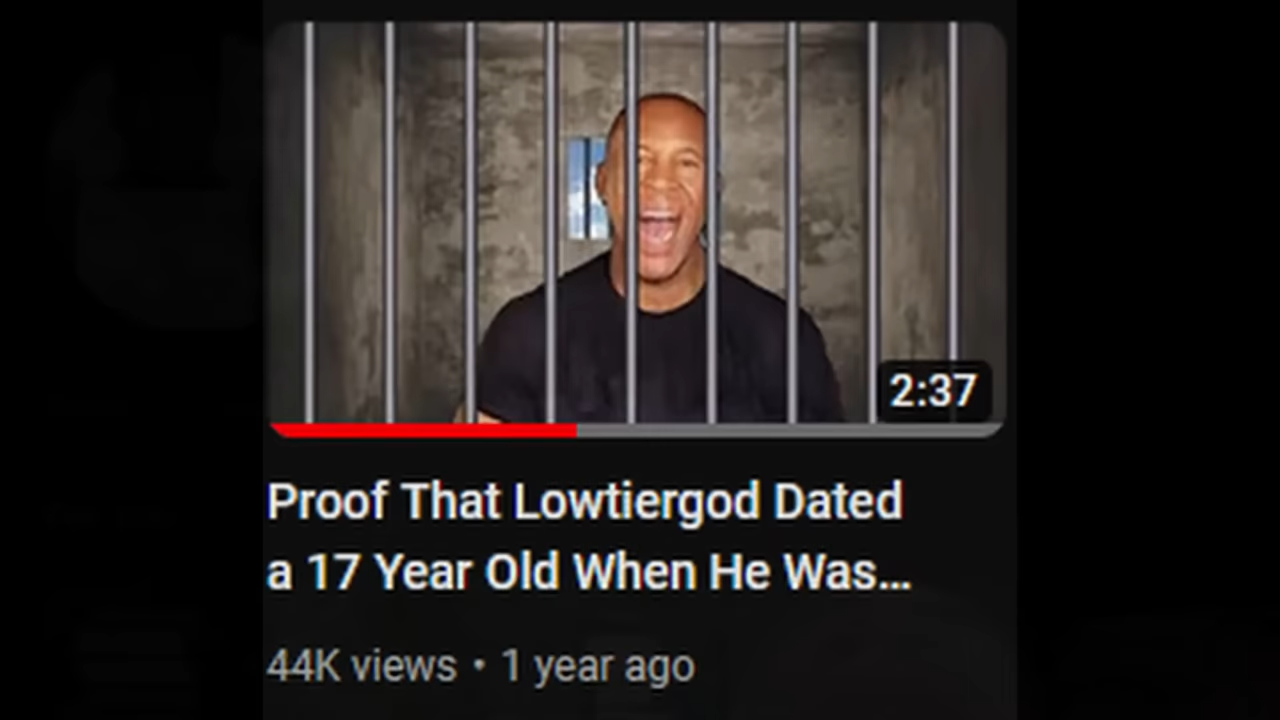 2:37
Proof That Lowtiergod Dated
a 17 Year Old When He Was...
44K views • 1 year ago